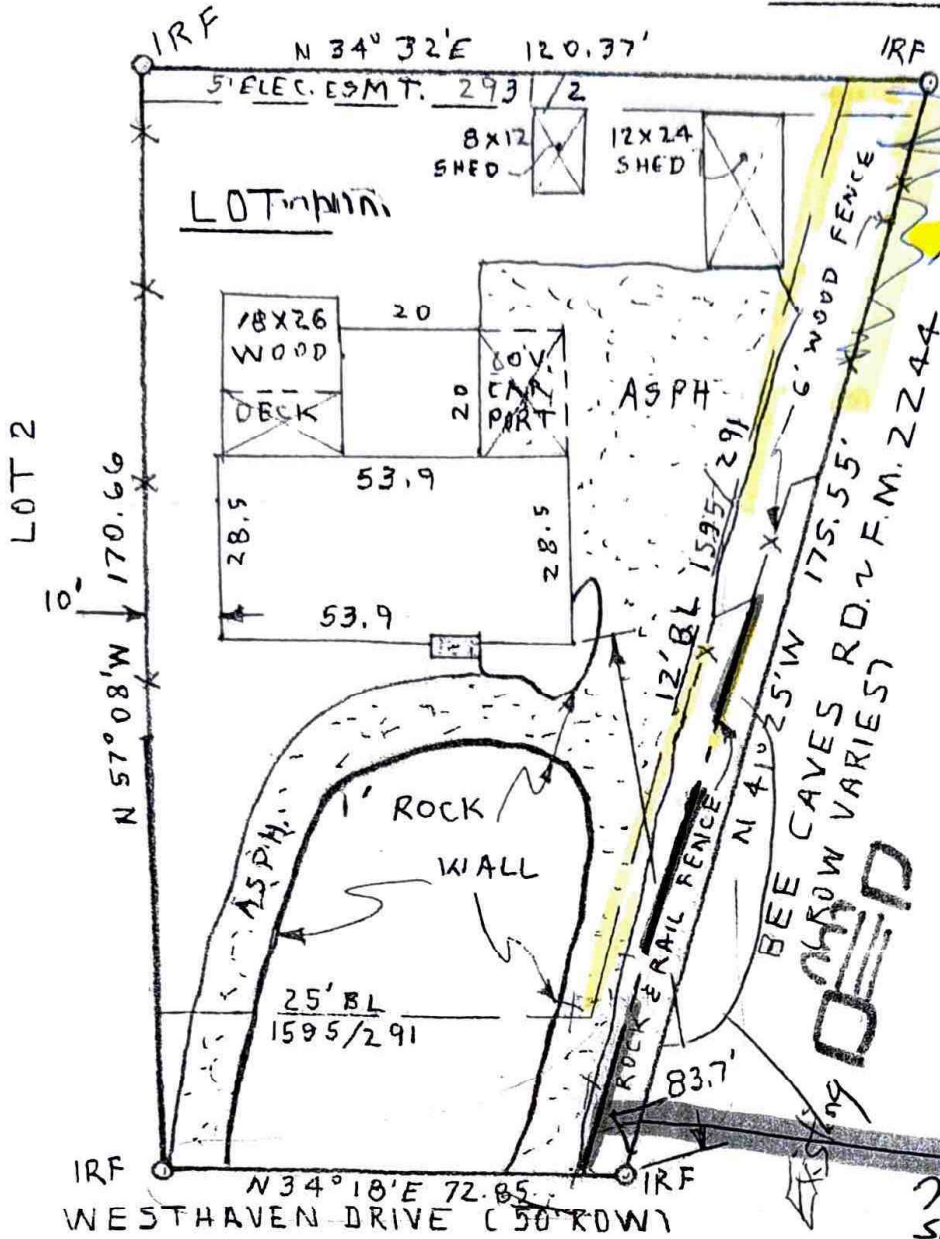 IRF
N 34° 32'E 120.37'
IRF
5' ELEC. ESMT. 293/2
8X12
SHED
12X24
SHED
LOT
6' WOOD FENCE
18X26
WOOD
DECK
20
20
COV.
CAR
PORT
ASPH
53.9
28.5
28.5
53.9
LOT 2
10'
N 57° 08'W 170.66
12' BL 1595/291
N 41° 25'W 175.55'
BEE CAVES RD. ~ F.M. 2244
(ROW VARIES)
ROCK & RAIL FENCE
ROCK
WALL
1'
ASPH.
25' BL
1595/291
83.7'
IRF
N 34° 18'E 72.85
IRF
WESTHAVEN DRIVE (50' ROW)